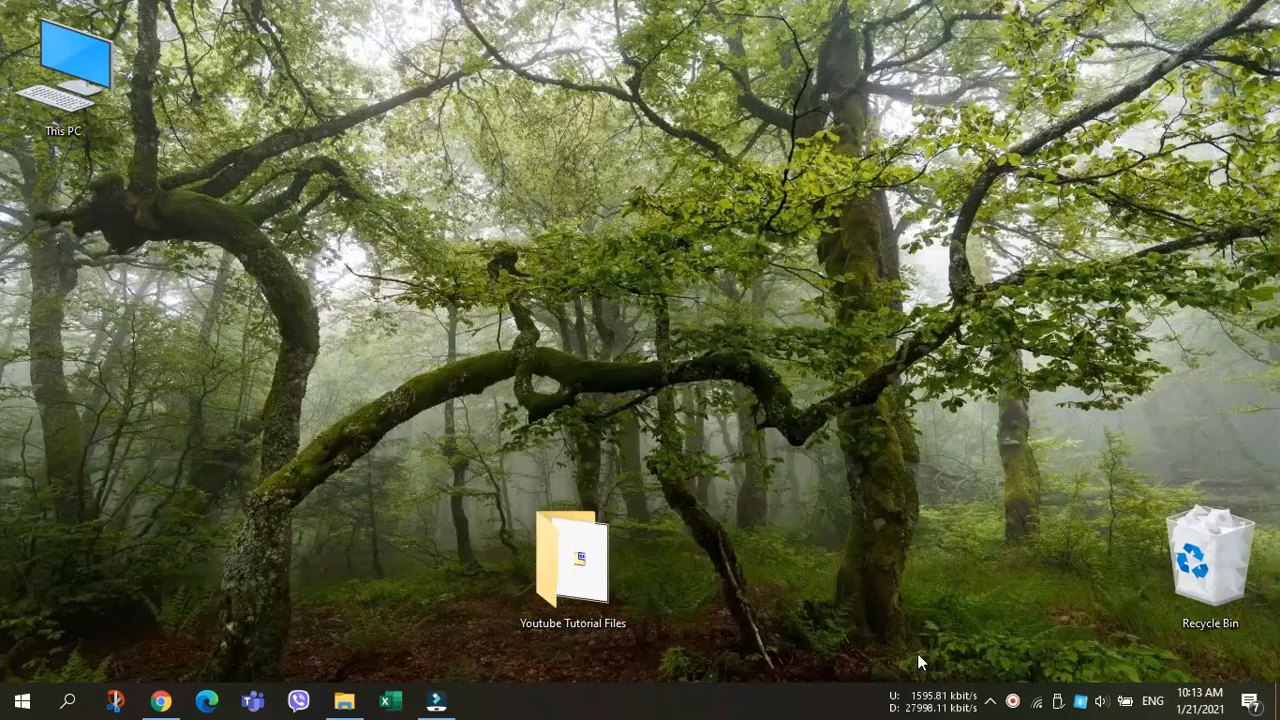 This PC
Youtube Tutorial Files
Recycle Bin
U: 1595.81 kbit/s
D: 27998.11 kbit/s
ENG
10:13 AM
1/21/2021
7